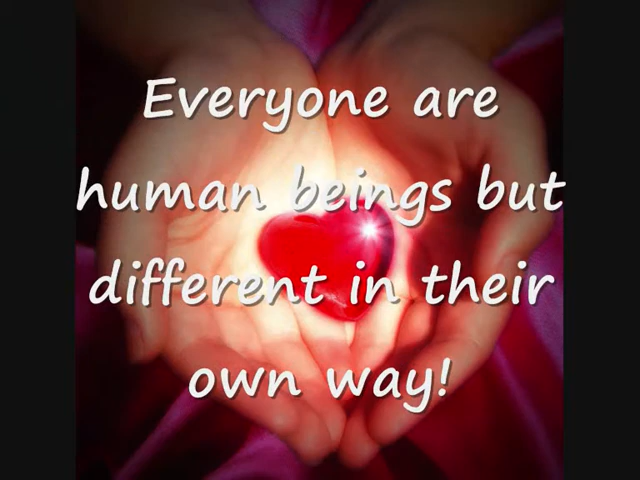 Everyone are
human beings but
different in their
own way!